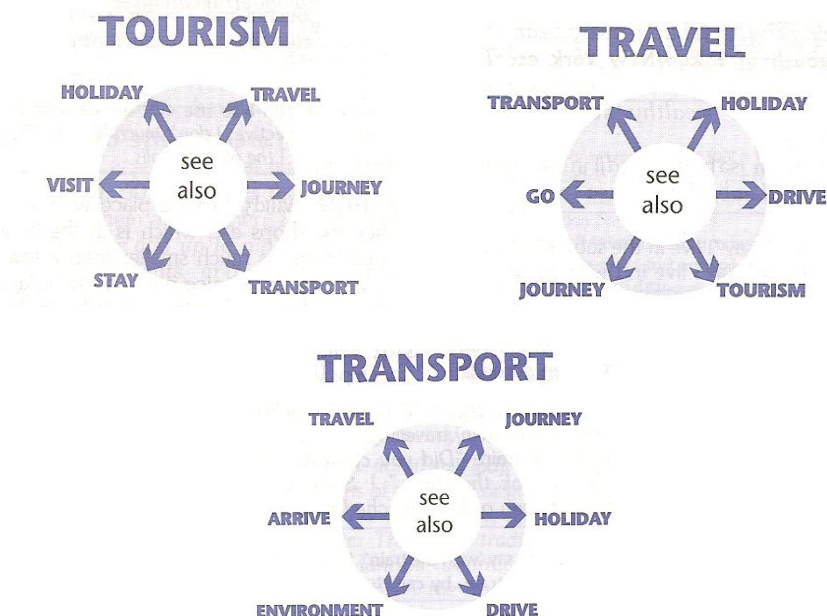 TOURISM
HOLIDAY
TRAVEL
VISIT
see
also
JOURNEY
STAY
TRANSPORT
TRAVEL
TRANSPORT
HOLIDAY
GO
see
also
DRIVE
JOURNEY
TOURISM
TRANSPORT
TRAVEL
JOURNEY
ARRIVE
see
also
HOLIDAY
ENVIRONMENT
DRIVE